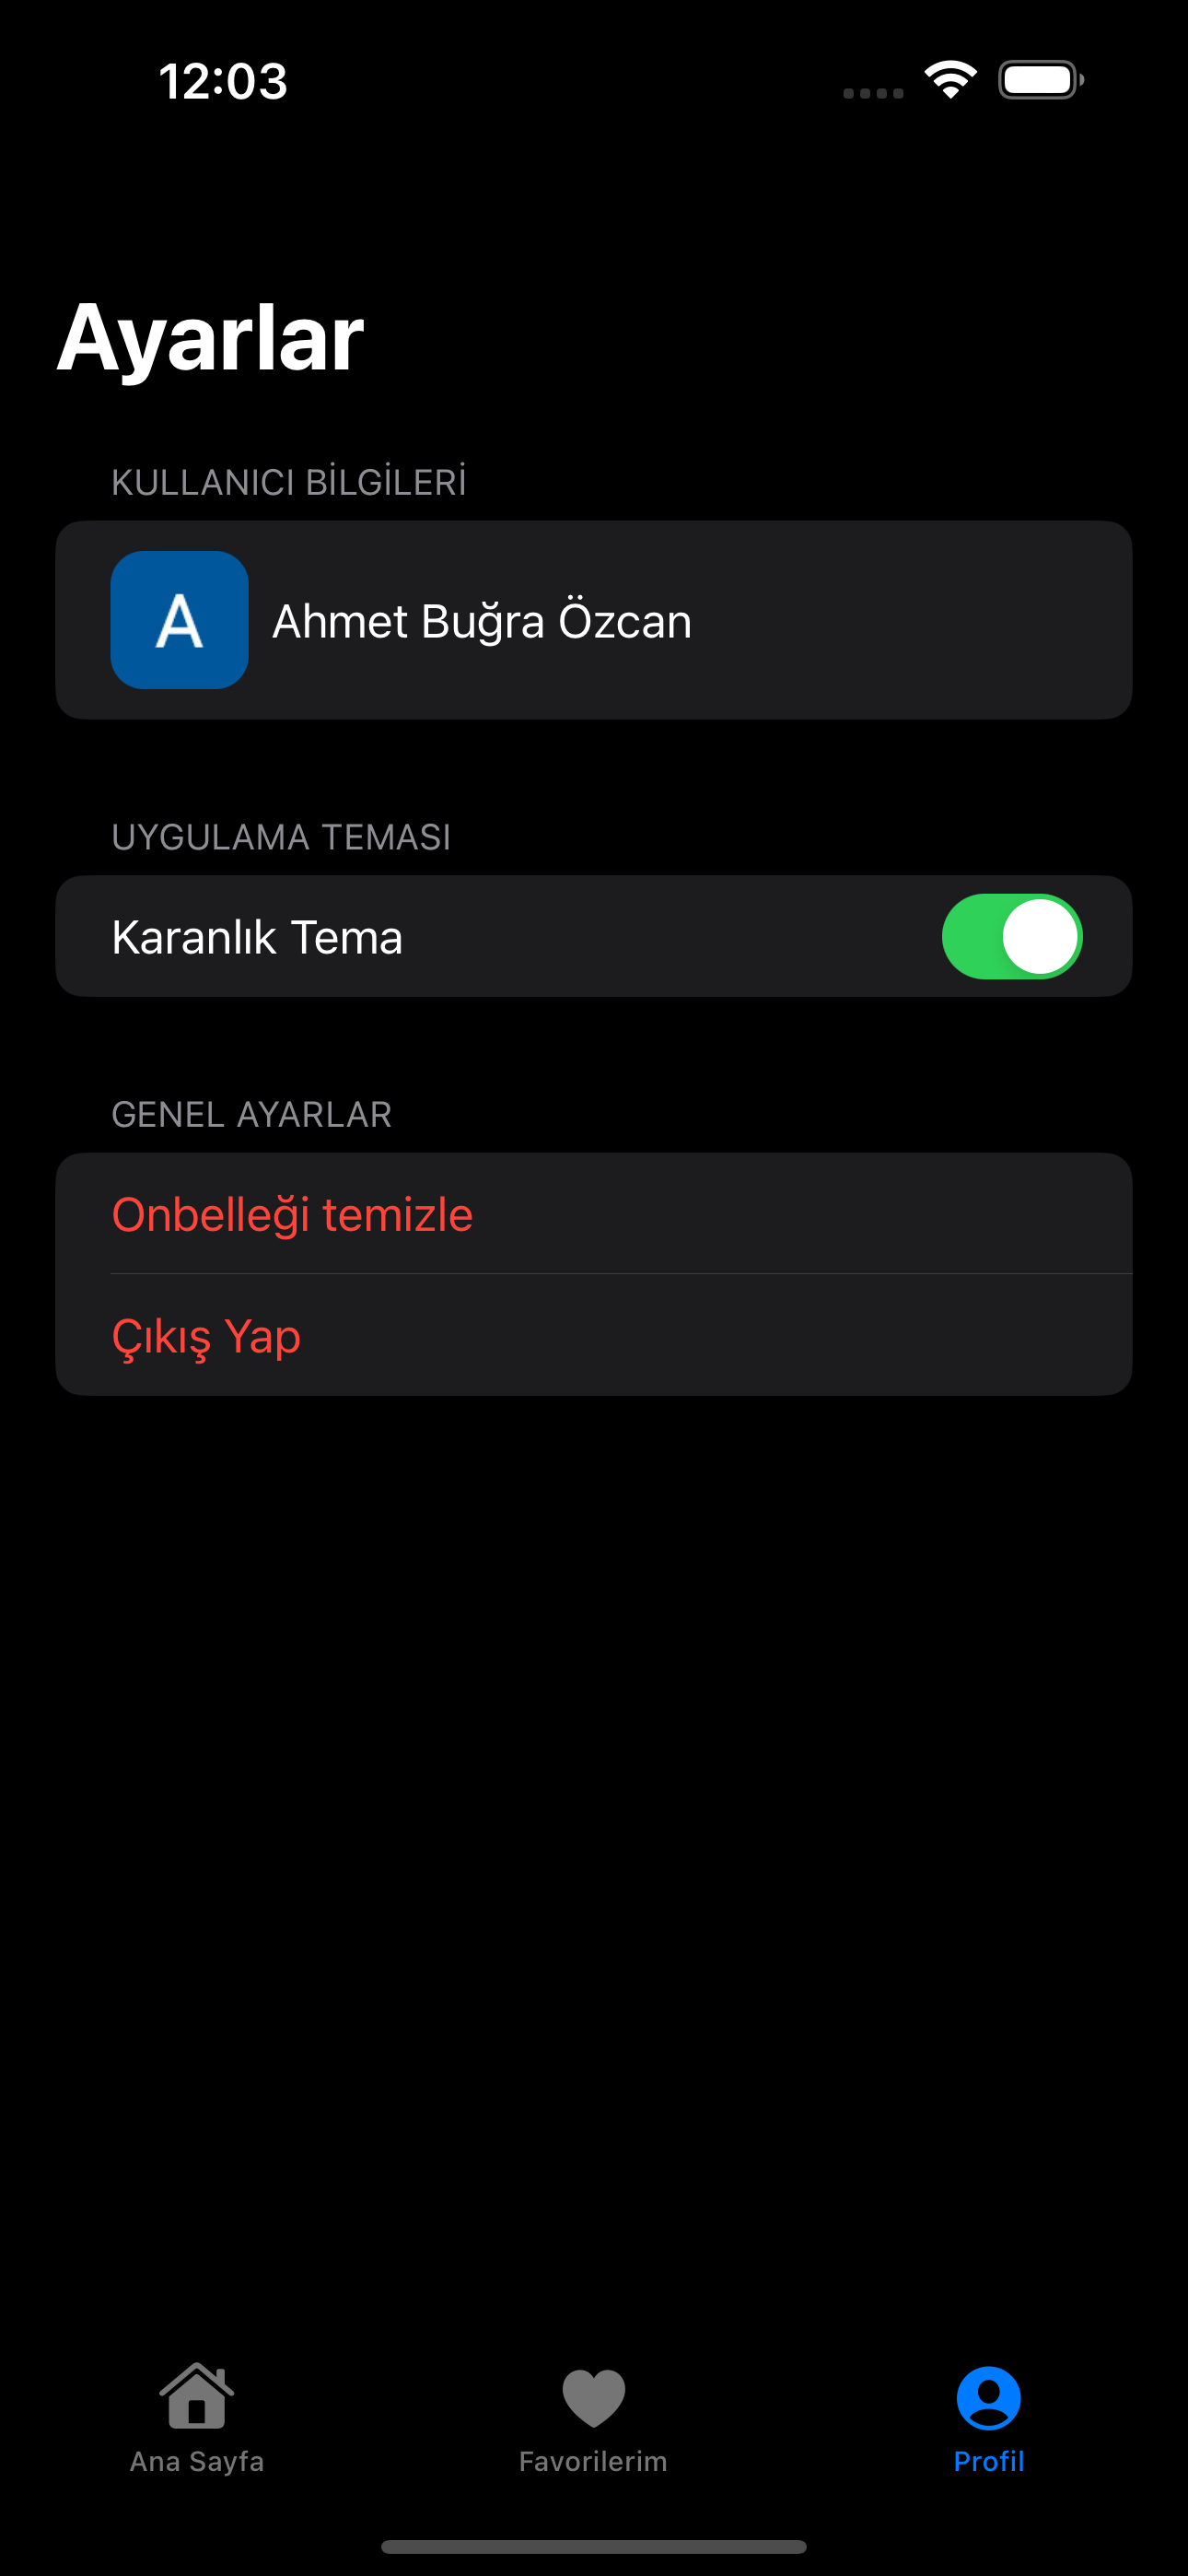 12:03
Ayarlar
KULLANICI BİLGİLERİ
A
Ahmet Buğra Özcan
UYGULAMA TEMASI
Karanlık Tema
GENEL AYARLAR
Onbelleği temizle
Çıkış Yap
Ana Sayfa
Favorilerim
Profil